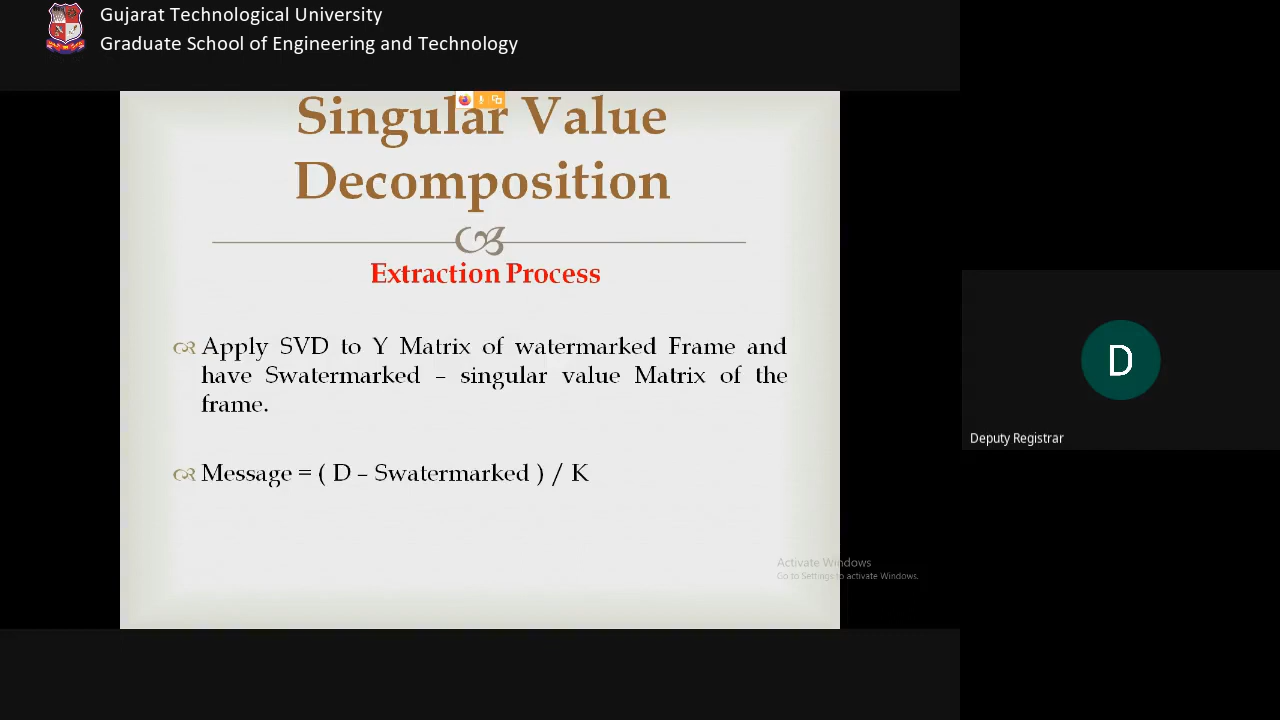 Gujarat Technological University
Graduate School of Engineering and Technology
Singular Value
Decomposition
Extraction Process
Apply SVD to Y Matrix of watermarked Frame and
have Swatermarked – singular value Matrix of the
frame.
Message = ( D – Swatermarked ) / K
Activate Windows
Go to Settings to activate Windows.
D
Deputy Registrar